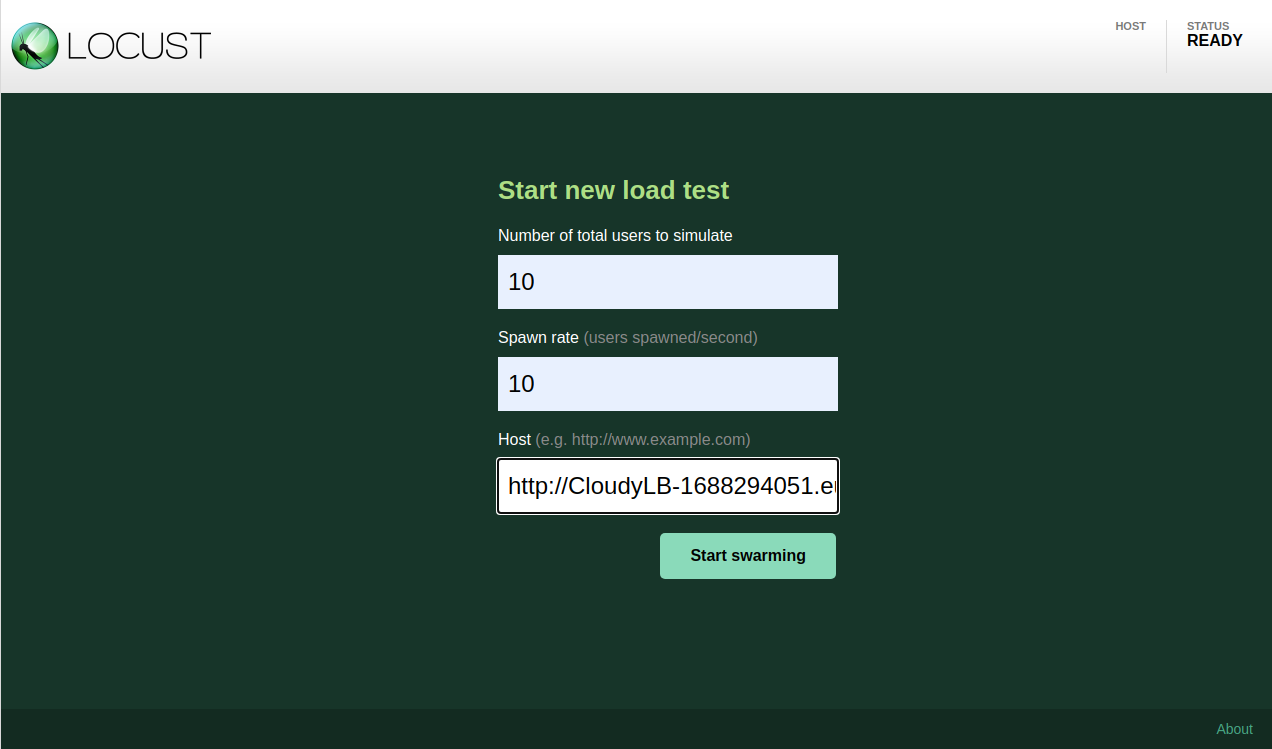 LOCUST
HOST
STATUS
READY
Start new load test
Number of total users to simulate
10
Spawn rate (users spawned/second)
10
Host (e.g. http://www.example.com)
http://CloudyLB-1688294051.e
Start swarming
About